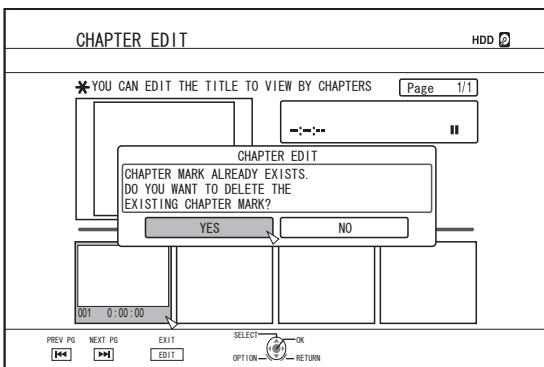 CHAPTER EDIT
HDD
YOU CAN EDIT THE TITLE TO VIEW BY CHAPTERS
Page 1/1
-:-:--
CHAPTER EDIT
CHAPTER MARK ALREADY EXISTS.
DO YOU WANT TO DELETE THE
EXISTING CHAPTER MARK?
YES NO
001 0:00:00
PREV PG NEXT PG EXIT SELECT OK
EDIT OPTION RETURN